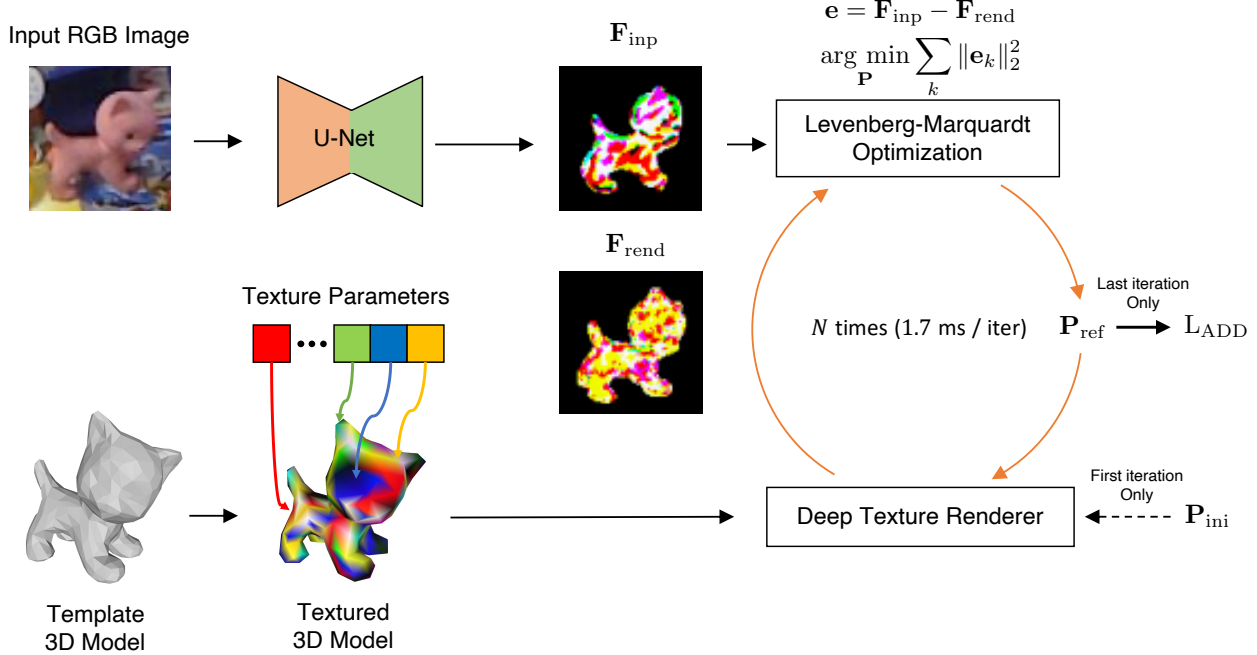 Input RGB Image
U-Net
F_inp
e = F_inp − F_rend
arg min_P ∑_k ‖e_k‖₂²
Levenberg-Marquardt
Optimization
F_rend
Texture Parameters
N times (1.7 ms / iter)
P_ref
Last iteration
Only
L_ADD
Deep Texture Renderer
First iteration
Only
P_ini
Template
3D Model
Textured
3D Model